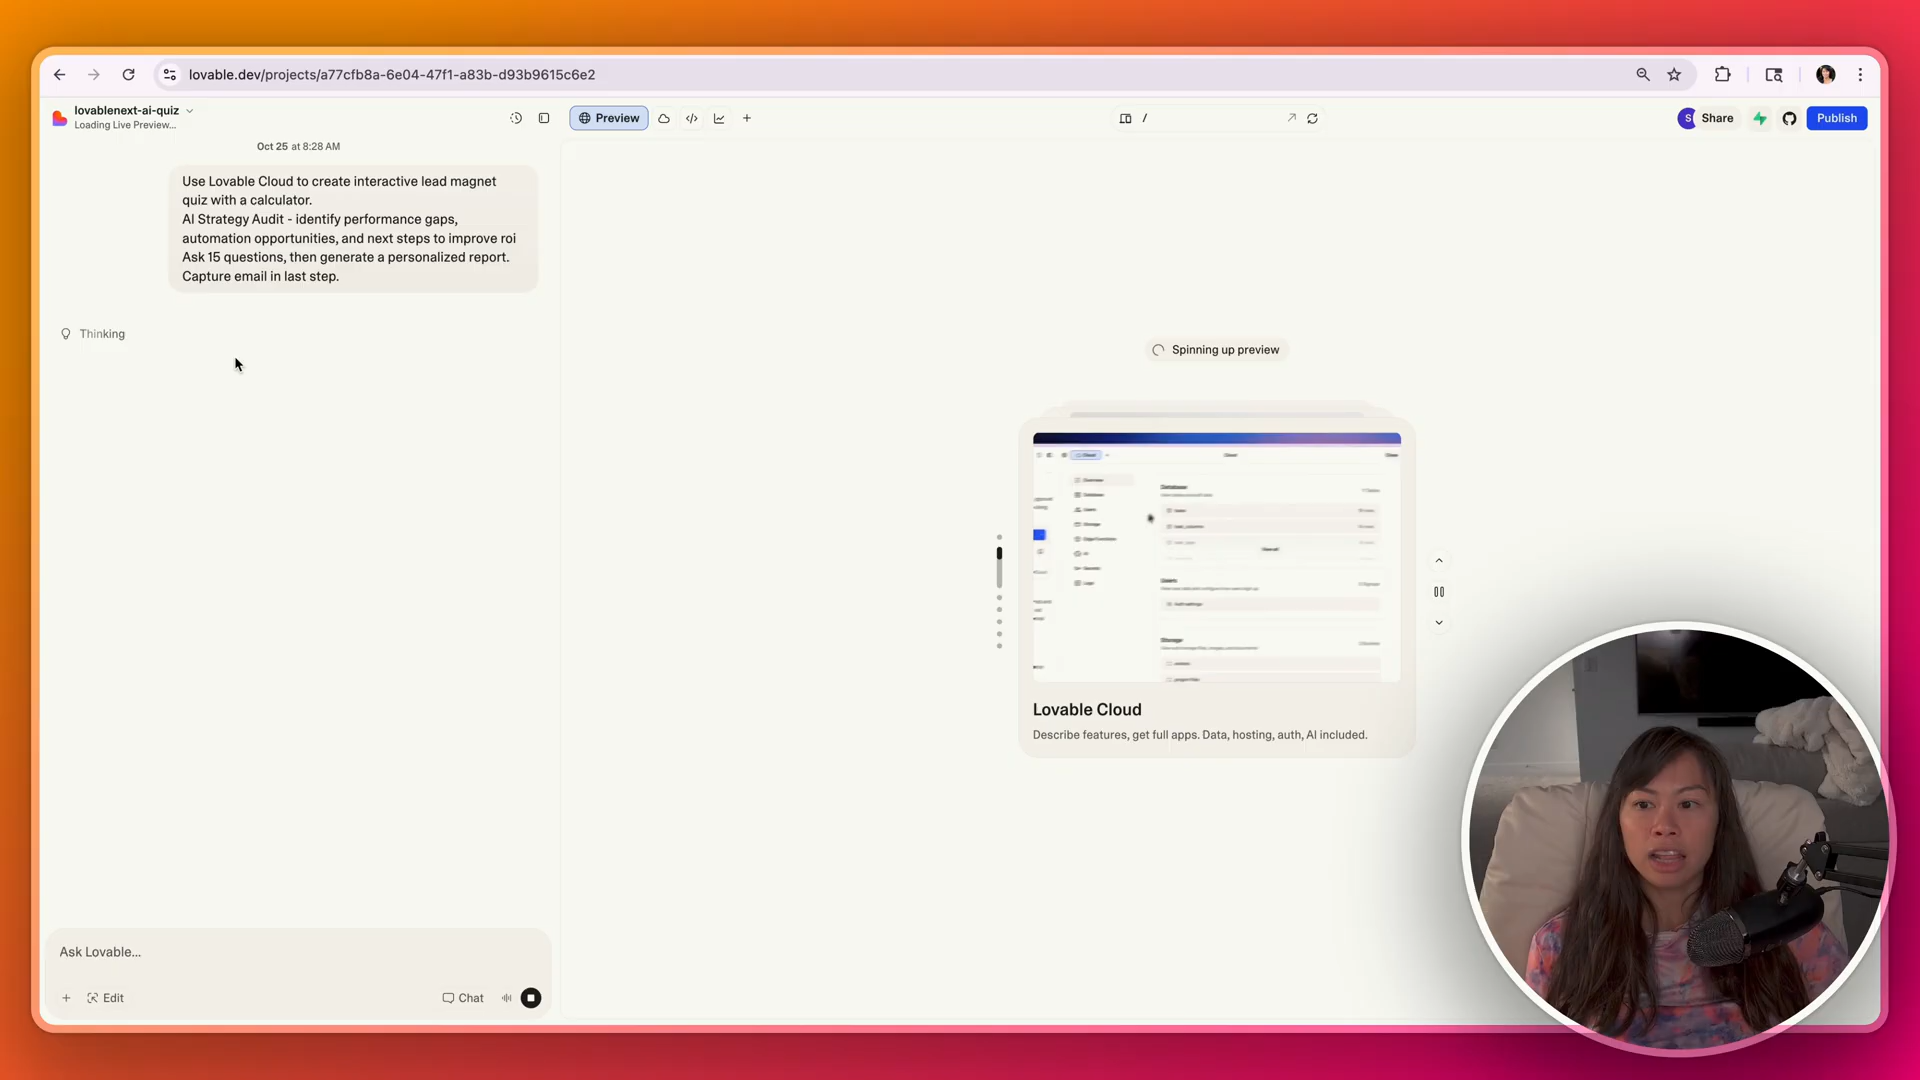 lovable.dev/projects/a77cfb8a-6e04-47f1-a83b-d93b9615c6e2
lovablenext-ai-quiz
Loading Live Preview...
Preview
/
S
Share
Publish
Oct 25 at 8:28 AM
Use Lovable Cloud to create interactive lead magnet
quiz with a calculator.
AI Strategy Audit - identify performance gaps,
automation opportunities, and next steps to improve roi
Ask 15 questions, then generate a personalized report.
Capture email in last step.
Thinking
Spinning up preview
Cloud
Database
Storage
Lovable Cloud
Describe features, get full apps. Data, hosting, auth, AI included.
Ask Lovable...
Edit
Chat